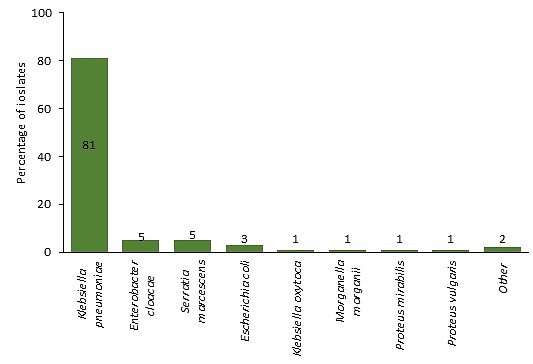 100
80
60
40
20
0
Percentage of ioslates
81
5
5
3
1
1
1
1
2
Klebsiella
pneumoniae
Enterobacter
cloacae
Serratia
marcescens
Escherichia coli
Klebsiella oxytoca
Morganella
morganii
Proteus mirabilis
Proteus vulgaris
Other